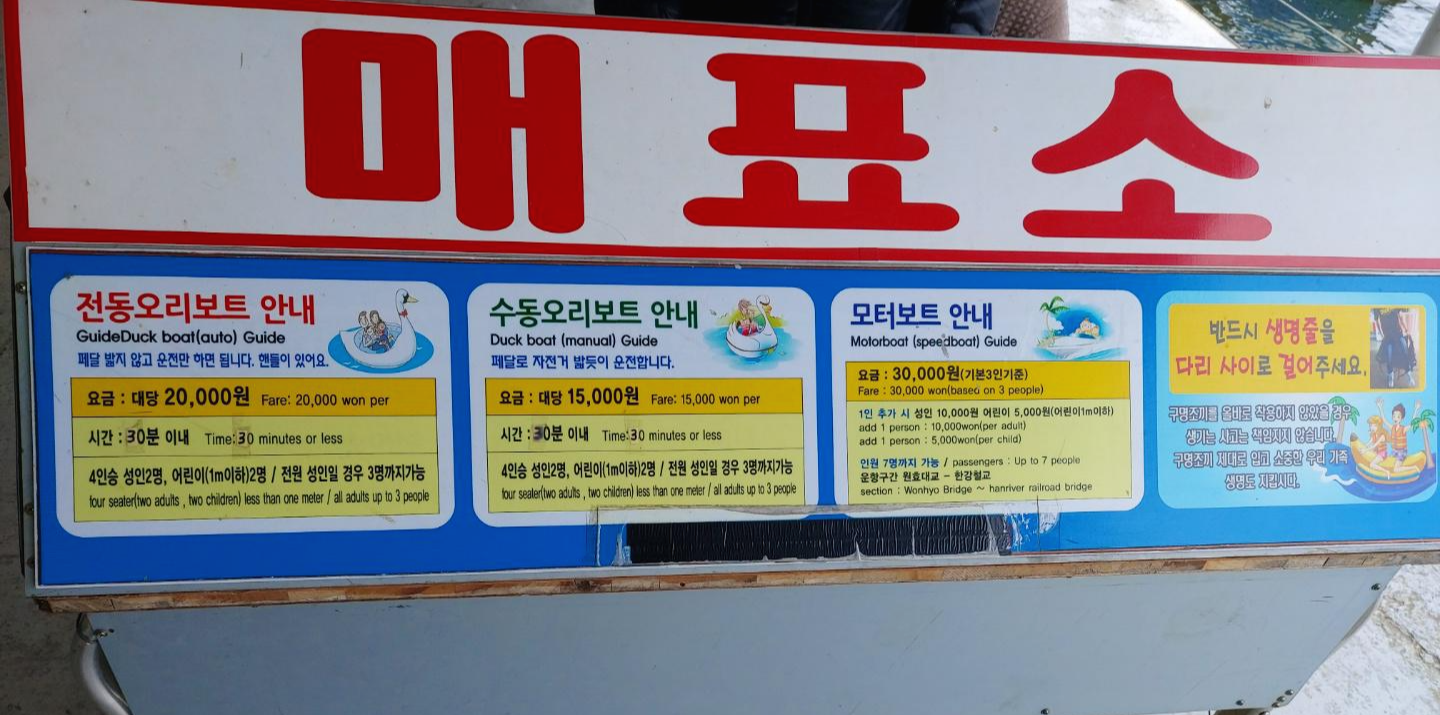 매표소
전동오리보트 안내
GuideDuck boat(auto) Guide
페달 밟지 않고 운전만 하면 됩니다. 핸들이 있어요.
요금 : 대당 20,000원 Fare: 20,000 won per
시간 : 30분 이내 Time:30 minutes or less
4인승 성인2명, 어린이(1m이하)2명 / 전원 성인일 경우 3명까지가능
four seater(two adults , two children) less than one meter / all adults up to 3 people
수동오리보트 안내
Duck boat (manual) Guide
페달로 자전거 밟듯이 운전합니다.
요금 : 대당 15,000원 Fare: 15,000 won per
시간 : 30분 이내 Time:30 minutes or less
4인승 성인2명, 어린이(1m이하)2명 / 전원 성인일 경우 3명까지가능
four seater(two adults , two children) less than one meter / all adults up to 3 people
모터보트 안내
Motorboat (speedboat) Guide
요금 : 30,000원(기본3인기준)
Fare : 30,000 won(based on 3 people)
1인 추가 시 성인 10,000원 어린이 5,000원(어린이1m이하)
add 1 person : 10,000won(per adult)
add 1 person : 5,000won(per child)
인원 7명까지 가능 / passengers : Up to 7 people
운항구간 원효대교 – 한강철교
section : Wonhyo Bridge ~ hanriver railroad bridge
반드시 생명줄을
다리 사이로 걸어주세요.
구명조끼를 올바로 착용하지 않았을 경우
생기는 사고는 책임지지 않습니다.
구명조끼 제대로 입고 소중한 우리 가족
생명도 지킵시다.